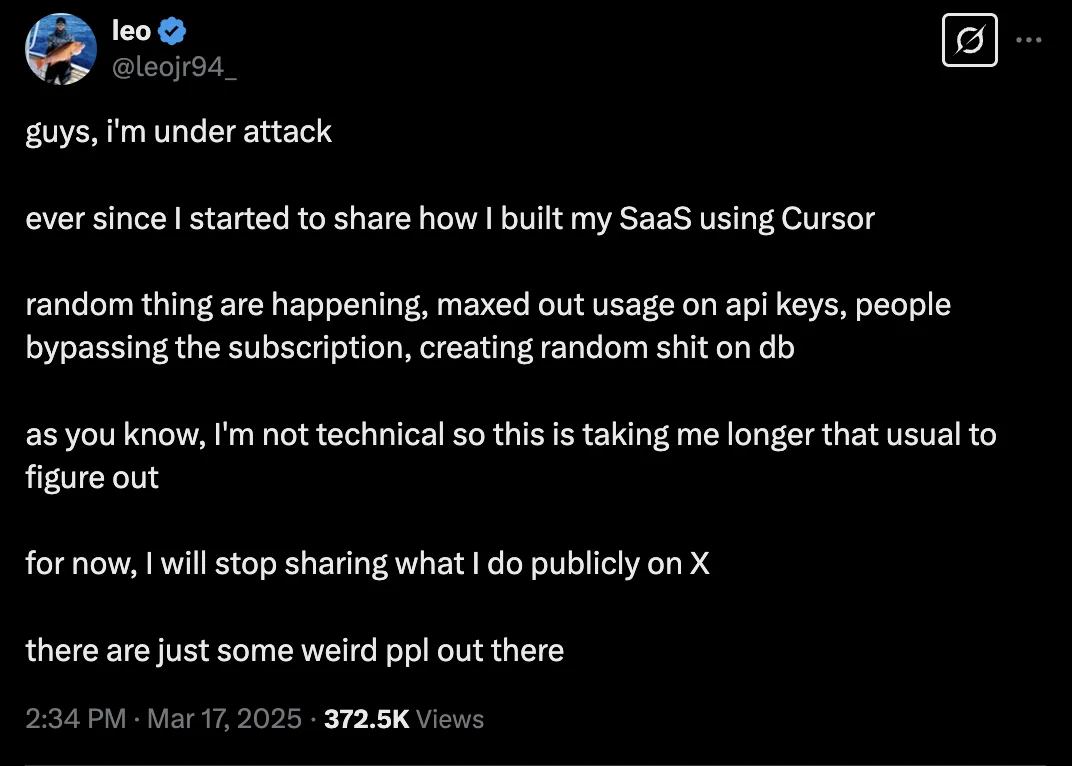 leo
@leojr94_
guys, i'm under attack
ever since I started to share how I built my SaaS using Cursor
random thing are happening, maxed out usage on api keys, people
bypassing the subscription, creating random shit on db
as you know, I'm not technical so this is taking me longer that usual to
figure out
for now, I will stop sharing what I do publicly on X
there are just some weird ppl out there
2:34 PM · Mar 17, 2025 · 372.5K Views